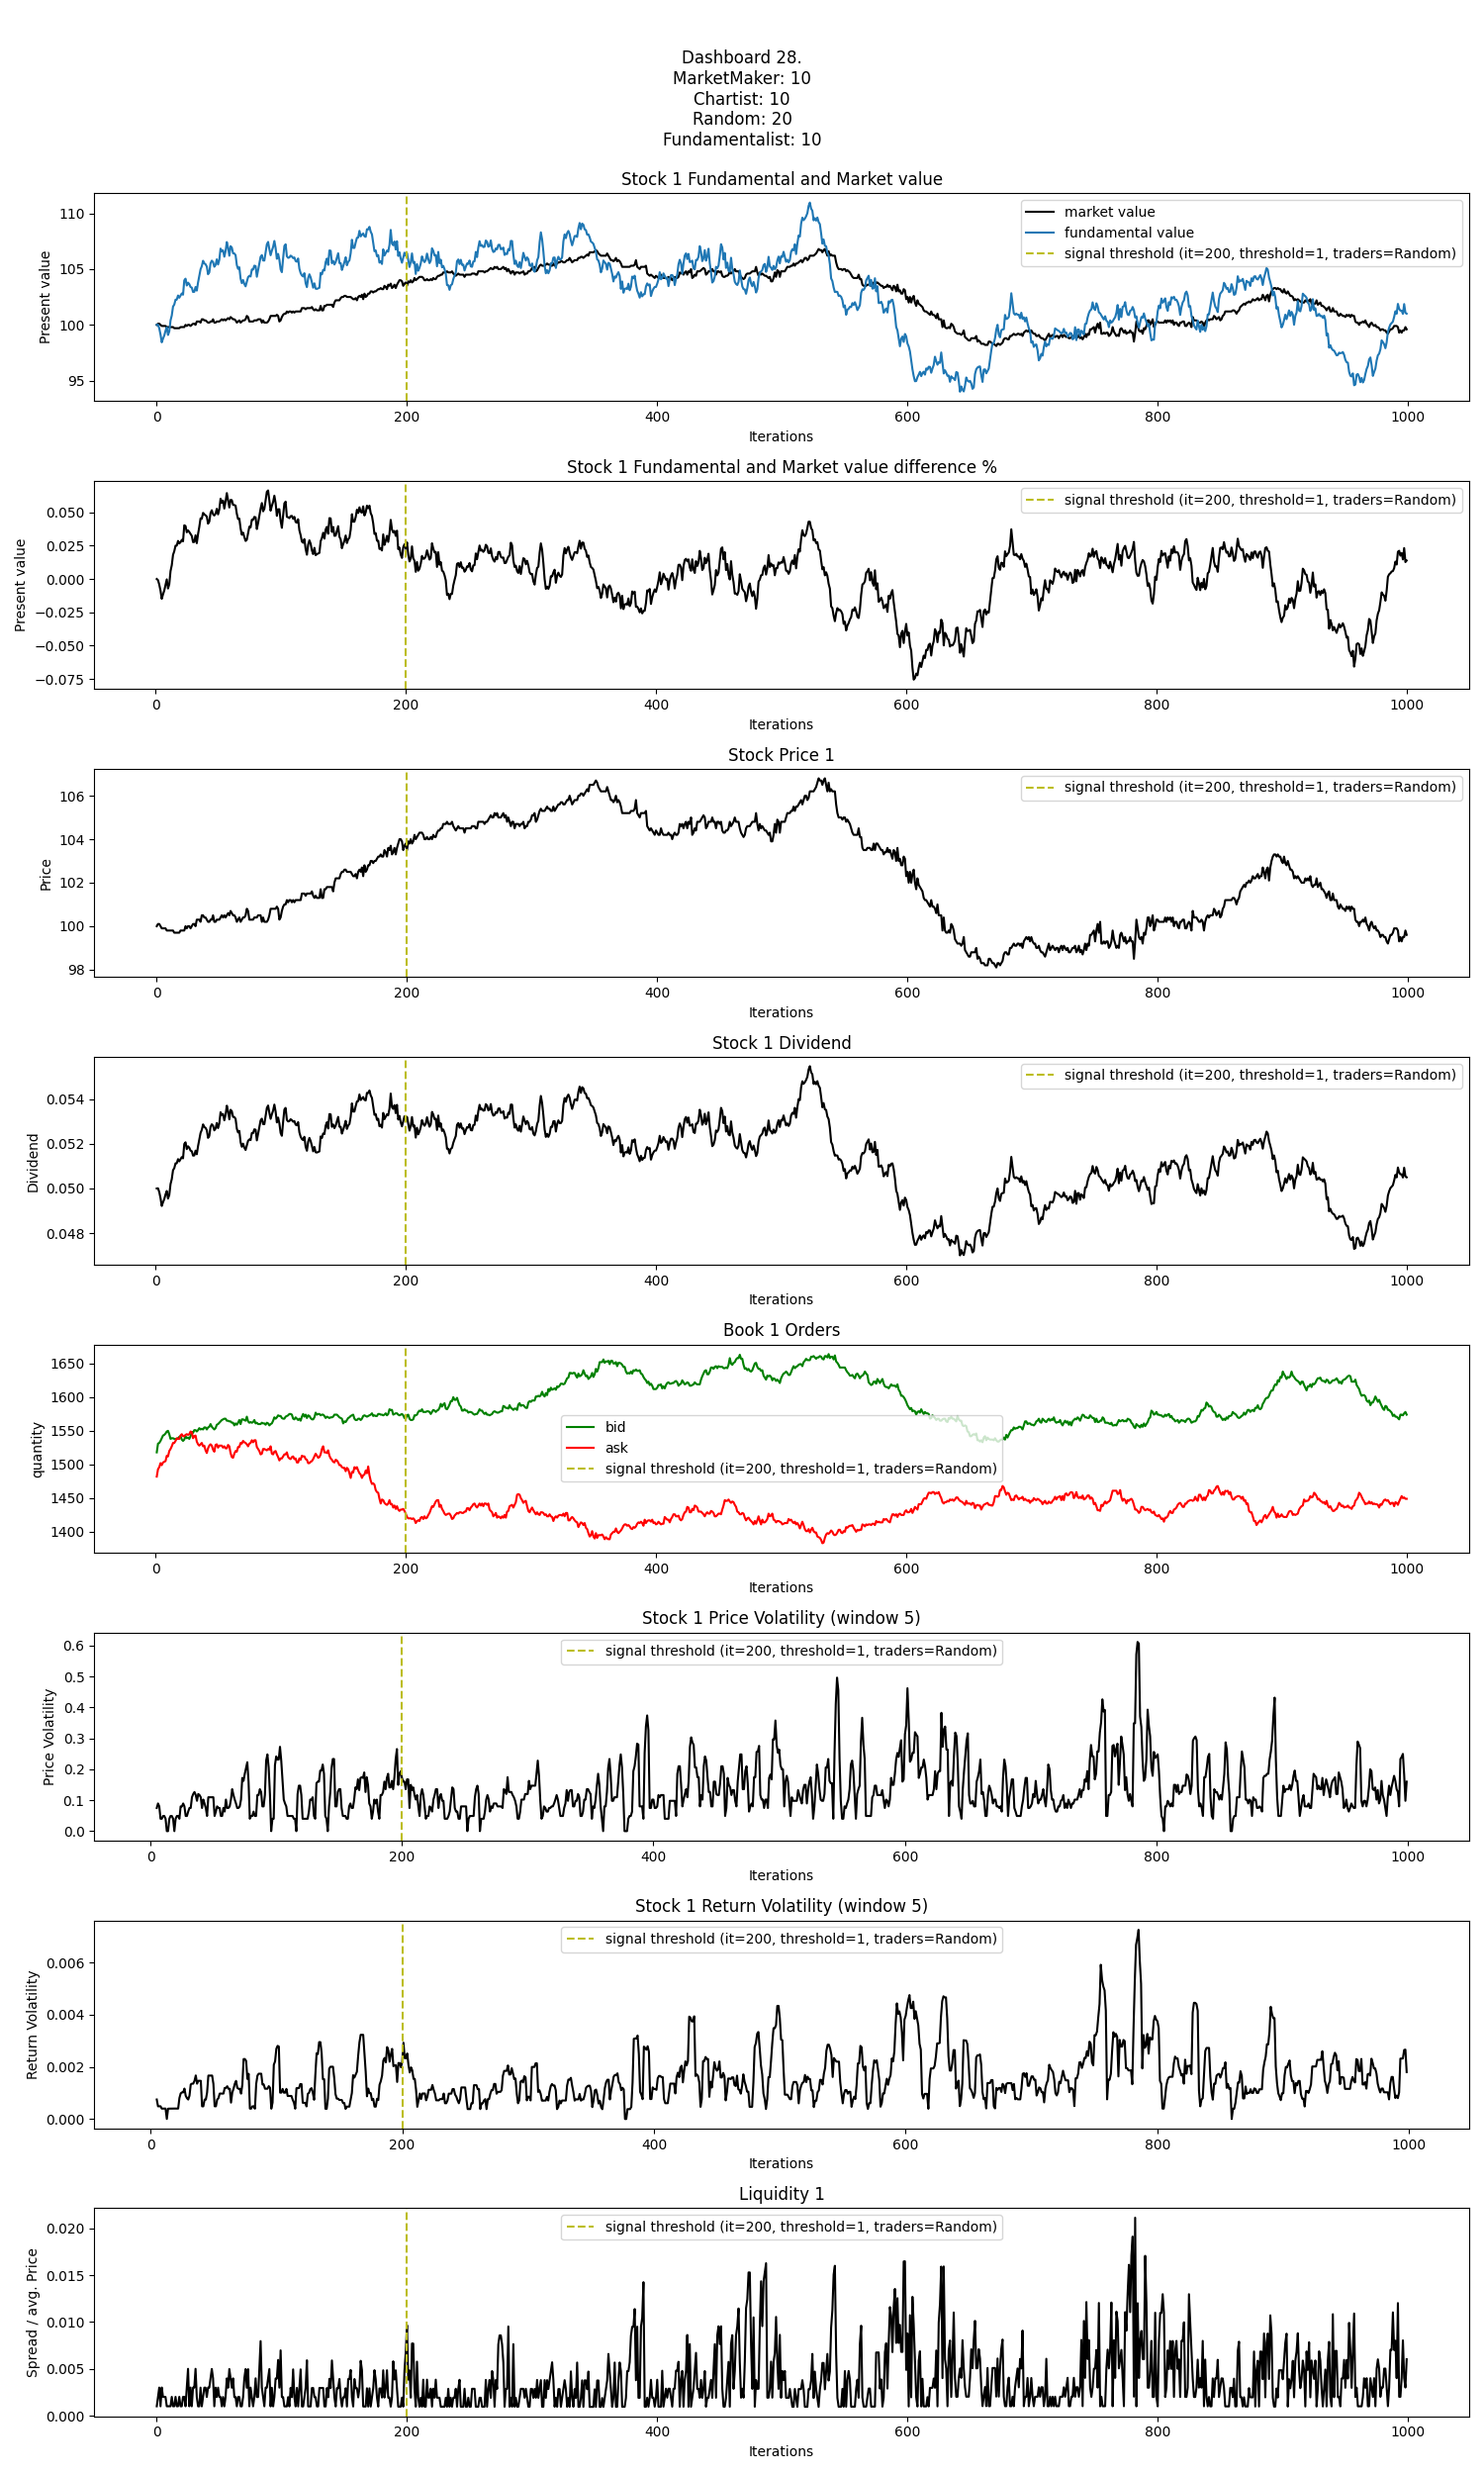 Dashboard 28.
MarketMaker: 10
Chartist: 10
Random: 20
Fundamentalist: 10
Stock 1 Fundamental and Market value
market value
fundamental value
signal threshold (it=200, threshold=1, traders=Random)
Present value
110
105
100
95
0 200 400 600 800 1000
Iterations
Stock 1 Fundamental and Market value difference %
signal threshold (it=200, threshold=1, traders=Random)
Present value
0.050
0.025
0.000
−0.025
−0.050
−0.075
0 200 400 600 800 1000
Iterations
Stock Price 1
signal threshold (it=200, threshold=1, traders=Random)
Price
106
104
102
100
98
0 200 400 600 800 1000
Iterations
Stock 1 Dividend
signal threshold (it=200, threshold=1, traders=Random)
Dividend
0.054
0.052
0.050
0.048
0 200 400 600 800 1000
Iterations
Book 1 Orders
bid
ask
signal threshold (it=200, threshold=1, traders=Random)
quantity
1650
1600
1550
1500
1450
1400
0 200 400 600 800 1000
Iterations
Stock 1 Price Volatility (window 5)
signal threshold (it=200, threshold=1, traders=Random)
Price Volatility
0.6
0.5
0.4
0.3
0.2
0.1
0.0
0 200 400 600 800 1000
Iterations
Stock 1 Return Volatility (window 5)
signal threshold (it=200, threshold=1, traders=Random)
Return Volatility
0.006
0.004
0.002
0.000
0 200 400 600 800 1000
Iterations
Liquidity 1
signal threshold (it=200, threshold=1, traders=Random)
Spread / avg. Price
0.020
0.015
0.010
0.005
0.000
0 200 400 600 800 1000
Iterations